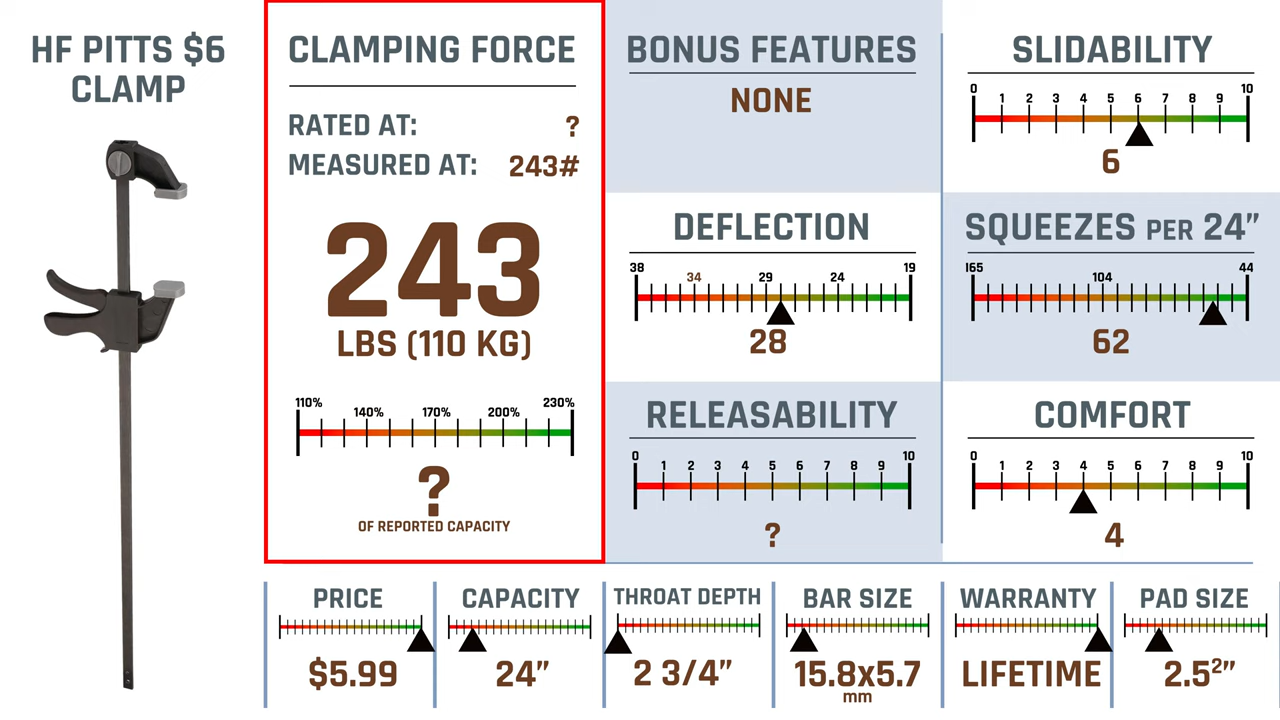 HF PITTS $6
CLAMP
CLAMPING FORCE
RATED AT: ?
MEASURED AT: 243#
243
LBS (110 KG)
110% 140% 170% 200% 230%
?
OF REPORTED CAPACITY
BONUS FEATURES
NONE
DEFLECTION
38 34 29 24 19
28
RELEASABILITY
0 1 2 3 4 5 6 7 8 9 10
?
SLIDABILITY
0 1 2 3 4 5 6 7 8 9 10
6
SQUEEZES PER 24”
165 104 44
62
COMFORT
0 1 2 3 4 5 6 7 8 9 10
4
PRICE
$5.99
CAPACITY
24”
THROAT DEPTH
2 3/4”
BAR SIZE
15.8x5.7
mm
WARRANTY
LIFETIME
PAD SIZE
2.5²”